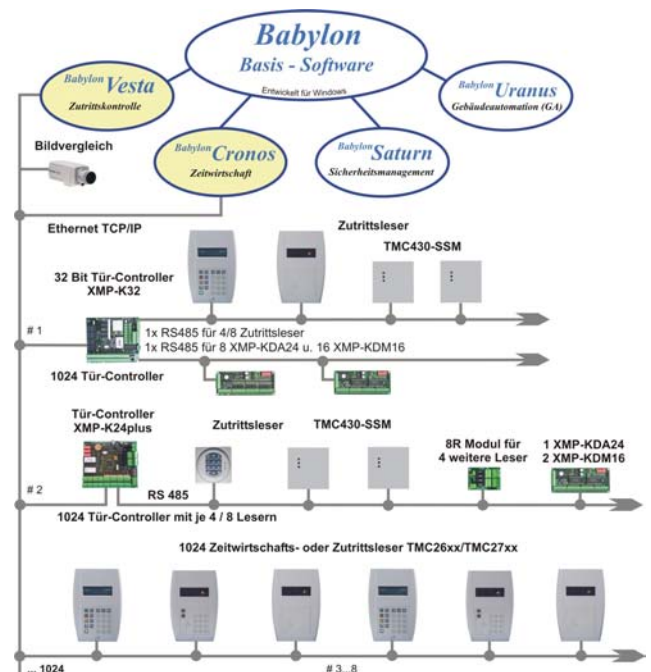 Babylon
Basis - Software
Entwickelt für Windows
Babylon Vesta
Zutrittskontrolle
Babylon Uranus
Gebäudeautomation (GA)
Babylon Cronos
Zeitwirtschaft
Babylon Saturn
Sicherheitsmanagement
Bildvergleich
Ethernet TCP/IP
Zutrittsleser
TMC430-SSM
32 Bit Tür-Controller
XMP-K32
# 1
1x RS485 für 4/8 Zutrittsleser
1x RS485 für 8 XMP-KDA24 u. 16 XMP-KDM16
1024 Tür-Controller
Tür-Controller
XMP-K24plus
Zutrittsleser
TMC430-SSM
8R Modul für
4 weitere Leser
1 XMP-KDA24
2 XMP-KDM16
# 2
RS 485
1024 Tür-Controller mit je 4 / 8 Lesern
1024 Zeitwirtschafts- oder Zutrittsleser TMC26xx/TMC27xx
... 1024
# 3...8